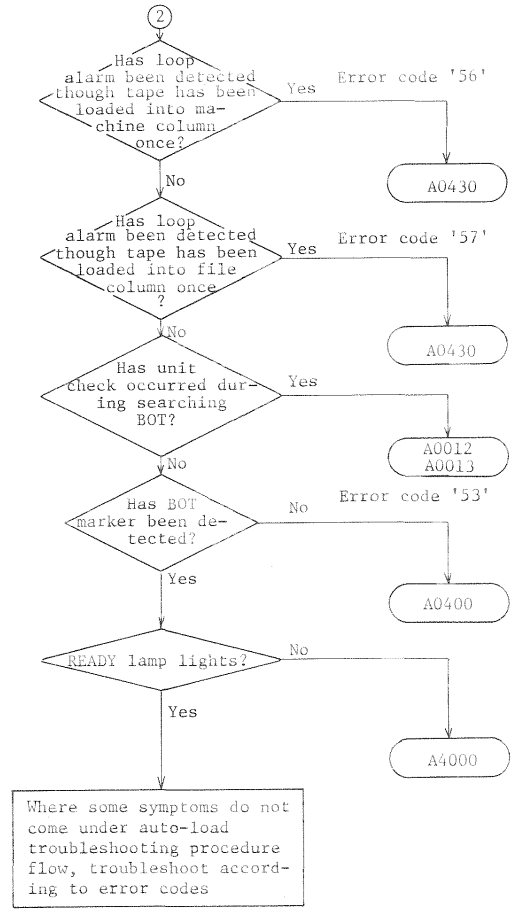 2
Has loop
alarm been detected
though tape has been
loaded into ma-
chine column
once?
Yes
Error code '56'
A0430
No
Has loop
alarm been detected
though tape has been
loaded into file
column once
?
Yes
Error code '57'
A0430
No
Has unit
check occurred dur-
ing searching
BOT?
Yes
A0012
A0013
No
Has BOT
marker been de-
tected?
No
Error code '53'
A0400
Yes
READY lamp lights?
No
A4000
Yes
Where some symptoms do not
come under auto-load
troubleshooting procedure
flow, troubleshoot accord-
ing to error codes